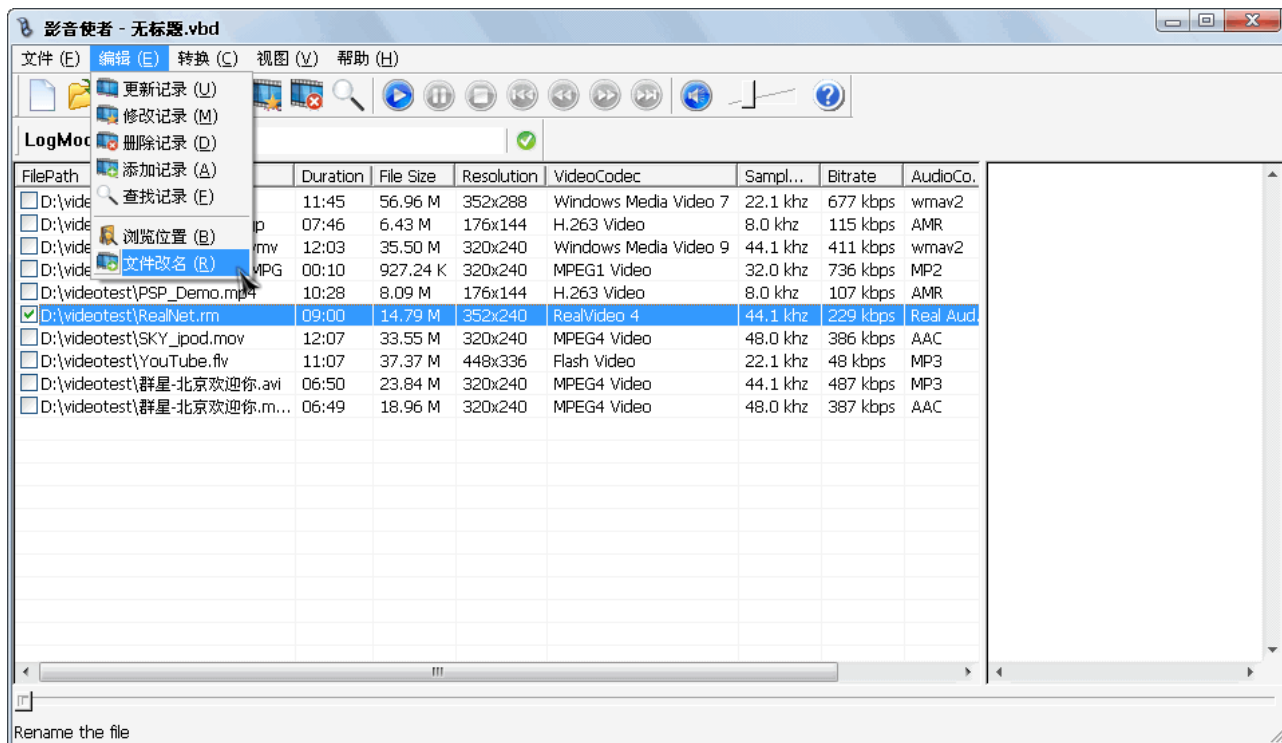 影音使者 - 无标题.vbd
文件 (F) 编辑 (E) 转换 (C) 视图 (V) 帮助 (H)
更新记录 (U)
修改记录 (M)
删除记录 (D)
添加记录 (A)
查找记录 (F)
浏览位置 (B)
文件改名 (R)
LogMod
FilePath Duration File Size Resolution VideoCodec Sampl... Bitrate AudioCo.
D:\vide 11:45 56.96 M 352x288 Windows Media Video 7 22.1 khz 677 kbps wmav2
D:\vide 07:46 6.43 M 176x144 H.263 Video 8.0 khz 115 kbps AMR
D:\vide mv 12:03 35.50 M 320x240 Windows Media Video 9 44.1 khz 411 kbps wmav2
D:\vide MPG 00:10 927.24 K 320x240 MPEG1 Video 32.0 khz 736 kbps MP2
D:\videotest\PSP_Demo.mp4 10:28 8.09 M 176x144 H.263 Video 8.0 khz 107 kbps AMR
D:\videotest\RealNet.rm 09:00 14.79 M 352x240 RealVideo 4 44.1 khz 229 kbps Real Aud.
D:\videotest\SKY_ipod.mov 12:07 33.55 M 320x240 MPEG4 Video 48.0 khz 386 kbps AAC
D:\videotest\YouTube.flv 11:07 37.37 M 448x336 Flash Video 22.1 khz 48 kbps MP3
D:\videotest\群星-北京欢迎你.avi 06:50 23.84 M 320x240 MPEG4 Video 44.1 khz 487 kbps MP3
D:\videotest\群星-北京欢迎你.m... 06:49 18.96 M 320x240 MPEG4 Video 48.0 khz 387 kbps AAC
Rename the file